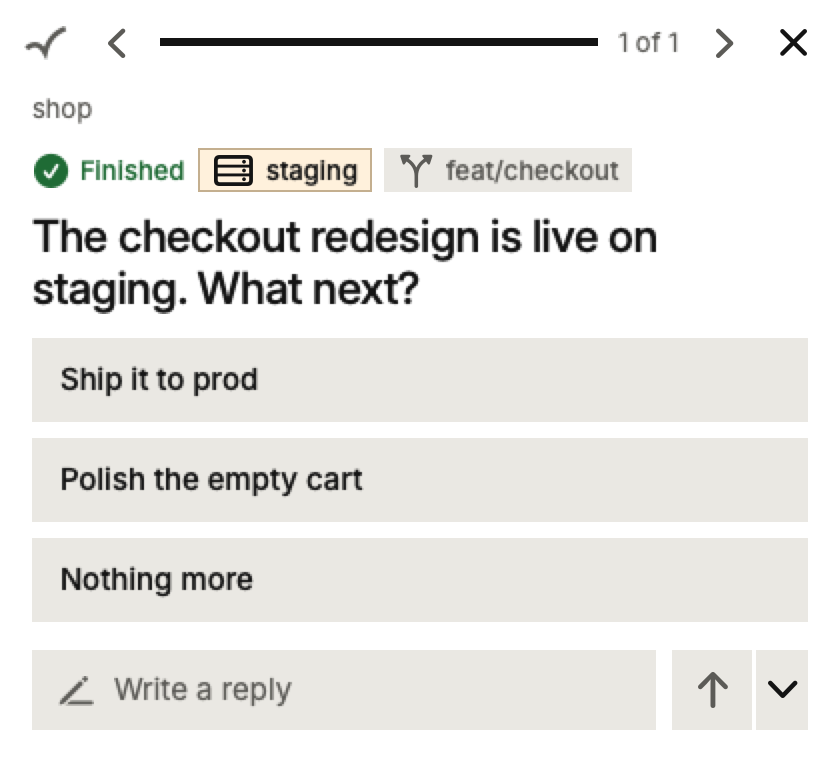 1 of 1
shop
Finished staging feat/checkout
The checkout redesign is live on
staging. What next?
Ship it to prod
Polish the empty cart
Nothing more
Write a reply